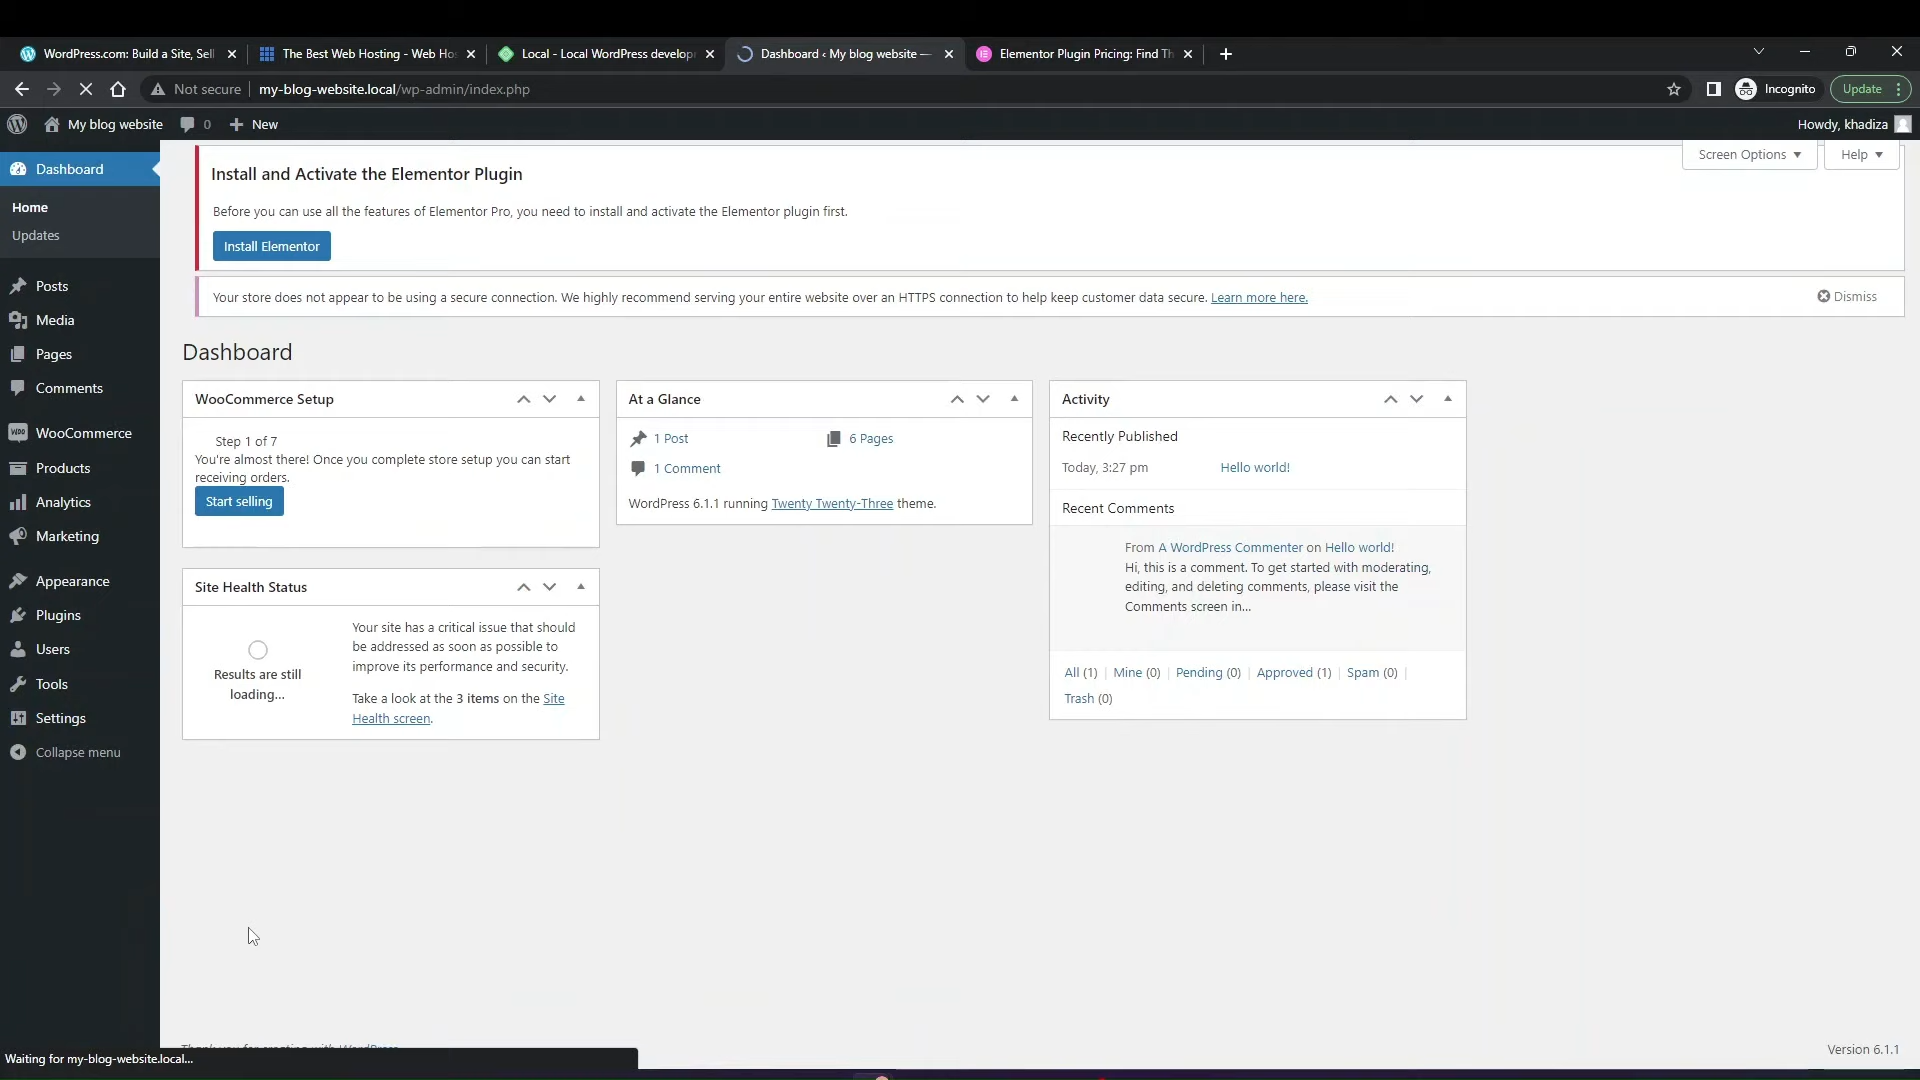 WordPress.com: Build a Site, Sell
The Best Web Hosting - Web Hos
Local - Local WordPress develop
Dashboard ‹ My blog website —
Elementor Plugin Pricing: Find Th
Not secure
my-blog-website.local/wp-admin/index.php
Incognito
Update
My blog website
0
New
Howdy, khadiza
Dashboard
Home
Updates
Posts
Media
Pages
Comments
WooCommerce
Products
Analytics
Marketing
Appearance
Plugins
Users
Tools
Settings
Collapse menu
Screen Options
Help
Install and Activate the Elementor Plugin
Before you can use all the features of Elementor Pro, you need to install and activate the Elementor plugin first.
Install Elementor
Your store does not appear to be using a secure connection. We highly recommend serving your entire website over an HTTPS connection to help keep customer data secure. Learn more here.
Dismiss
Dashboard
WooCommerce Setup
Step 1 of 7
You're almost there! Once you complete store setup you can start
receiving orders.
Start selling
Site Health Status
Results are still
loading...
Your site has a critical issue that should
be addressed as soon as possible to
improve its performance and security.
Take a look at the 3 items on the Site
Health screen.
At a Glance
1 Post
6 Pages
1 Comment
WordPress 6.1.1 running Twenty Twenty-Three theme.
Activity
Recently Published
Today, 3:27 pm
Hello world!
Recent Comments
From A WordPress Commenter on Hello world!
Hi, this is a comment. To get started with moderating,
editing, and deleting comments, please visit the
Comments screen in...
All (1) | Mine (0) | Pending (0) | Approved (1) | Spam (0) |
Trash (0)
Thank you for creating with WordPress
Version 6.1.1
Waiting for my-blog-website.local...